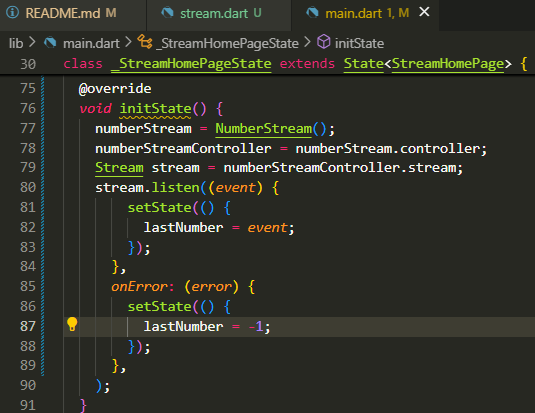 README.md M stream.dart U main.dart 1, M
lib > main.dart > _StreamHomePageState > initState
30 class _StreamHomePageState extends State<StreamHomePage> {
75 @override
76 void initState() {
77 numberStream = NumberStream();
78 numberStreamController = numberStream.controller;
79 Stream stream = numberStreamController.stream;
80 stream.listen((event) {
81 setState(() {
82 lastNumber = event;
83 });
84 },
85 onError: (error) {
86 setState(() {
87 lastNumber = -1;
88 });
89 },
90 );
91 }